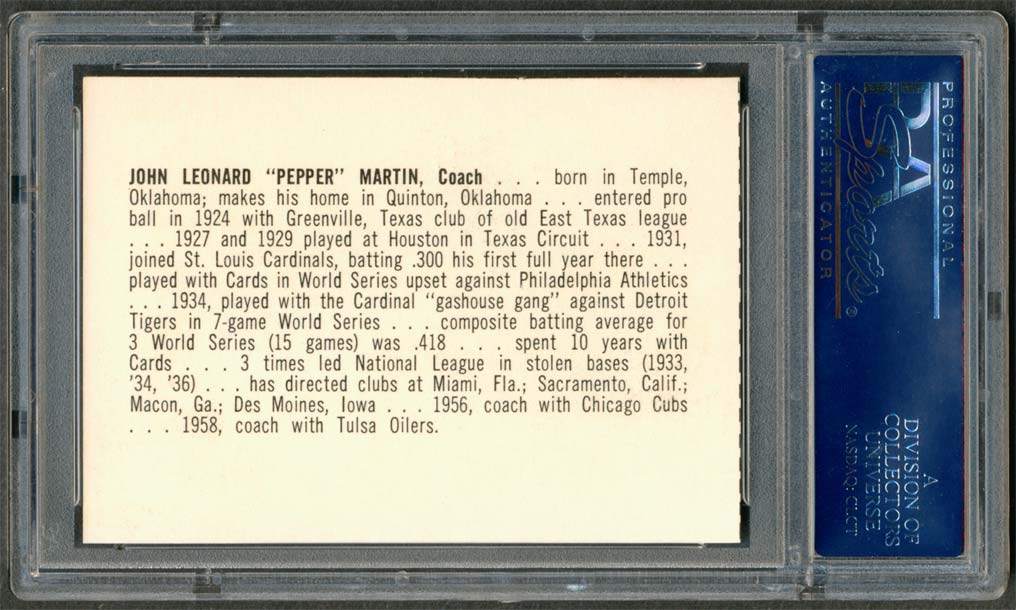 JOHN LEONARD "PEPPER" MARTIN, Coach . . . born in Temple,
Oklahoma; makes his home in Quinton, Oklahoma . . . entered pro
ball in 1924 with Greenville, Texas club of old East Texas league
. . . 1927 and 1929 played at Houston in Texas Circuit . . . 1931,
joined St. Louis Cardinals, batting .300 his first full year there . . .
played with Cards in World Series upset against Philadelphia Athletics
. . . 1934, played with the Cardinal "gashouse gang" against Detroit
Tigers in 7-game World Series . . . composite batting average for
3 World Series (15 games) was .418 . . . spent 10 years with
Cards . . . 3 times led National League in stolen bases (1933,
'34, '36) . . . has directed clubs at Miami, Fla.; Sacramento, Calif.;
Macon, Ga.; Des Moines, Iowa . . . 1956, coach with Chicago Cubs
. . . 1958, coach with Tulsa Oilers.
PROFESSIONAL
PSA
Sports ®
AUTHENTICATOR
A
DIVISION OF
COLLECTORS
UNIVERSE
NASDAQ: CLCT